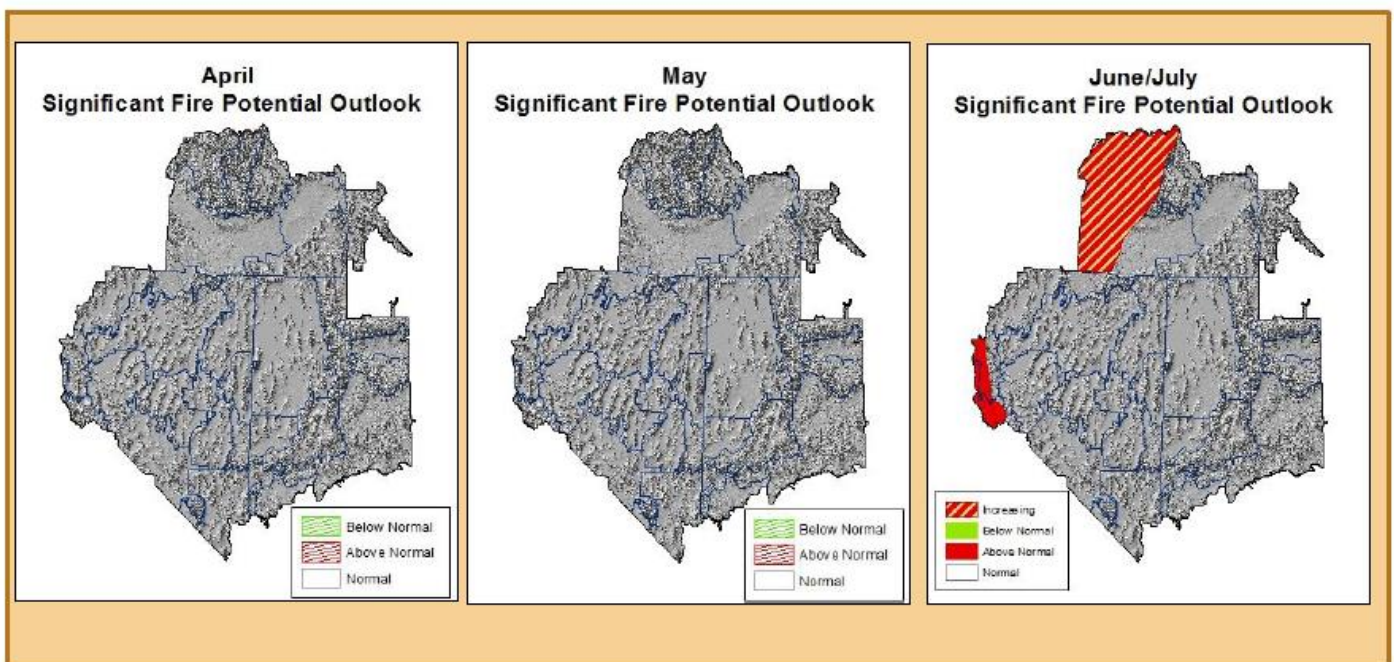 April
Significant Fire Potential Outlook
Below Normal
Above Normal
Normal
May
Significant Fire Potential Outlook
Below Normal
Above Normal
Normal
June/July
Significant Fire Potential Outlook
Increasing
Below Normal
Above Normal
Normal